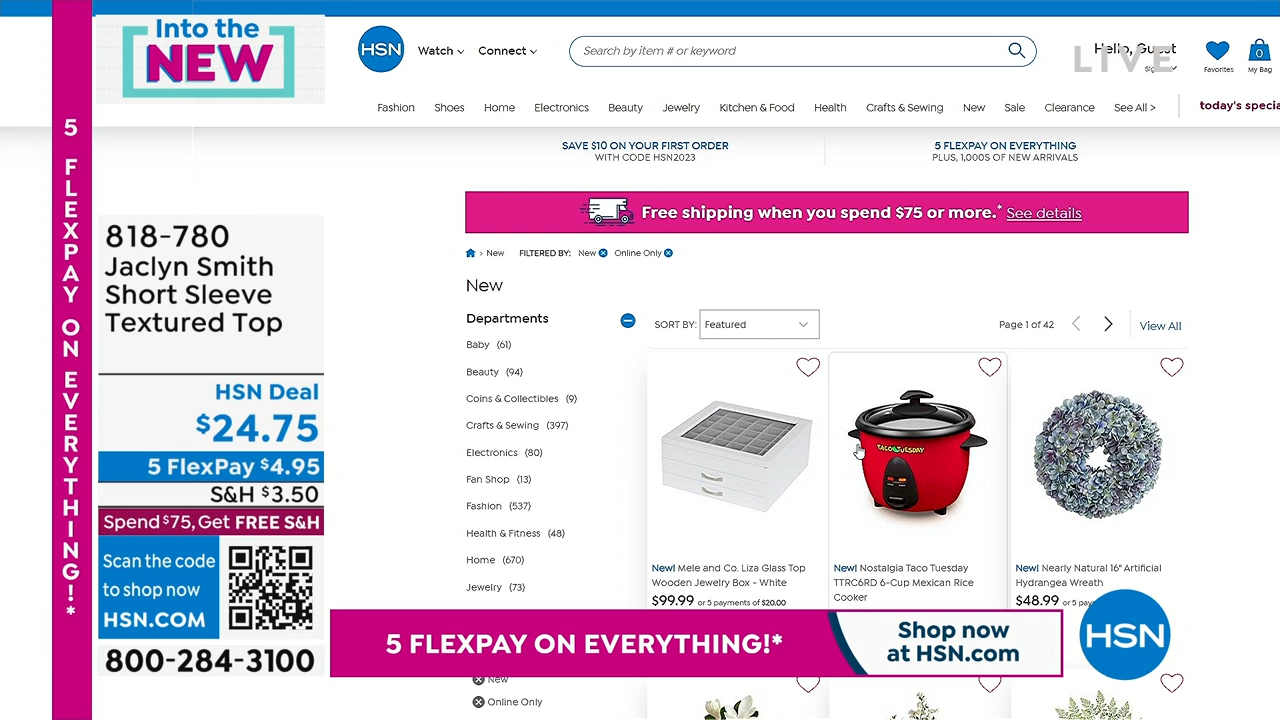 5 FLEXPAY ON EVERYTHING!*
Into the
NEW
818-780
Jaclyn Smith
Short Sleeve
Textured Top
HSN Deal
$24.75
5 FlexPay $4.95
S&H $3.50
Spend $75, Get FREE S&H
Scan the code
to shop now
HSN.COM
800-284-3100
HSN
Watch
Connect
Search by item # or keyword
Hello, Guest
LIVE
Favorites
0
My Bag
Fashion Shoes Home Electronics Beauty Jewelry Kitchen & Food Health Crafts & Sewing New Sale Clearance See All >
today's specia
SAVE $10 ON YOUR FIRST ORDER
WITH CODE HSN2023
5 FLEXPAY ON EVERYTHING
PLUS, 1,000S OF NEW ARRIVALS
Free shipping when you spend $75 or more.* See details
> New FILTERED BY: New Online Only
New
Departments
Baby (61)
Beauty (94)
Coins & Collectibles (9)
Crafts & Sewing (397)
Electronics (80)
Fan Shop (13)
Fashion (537)
Health & Fitness (48)
Home (670)
Jewelry (73)
New
Online Only
SORT BY: Featured
Page 1 of 42
View All
TACO TUESDAY
New! Mele and Co. Liza Glass Top
Wooden Jewelry Box - White
$99.99 or 5 payments of $20.00
New! Nostalgia Taco Tuesday
TTRC6RD 6-Cup Mexican Rice
Cooker
New! Nearly Natural 16" Artificial
Hydrangea Wreath
$48.99 or 5 pay
5 FLEXPAY ON EVERYTHING!*
Shop now
at HSN.com
HSN